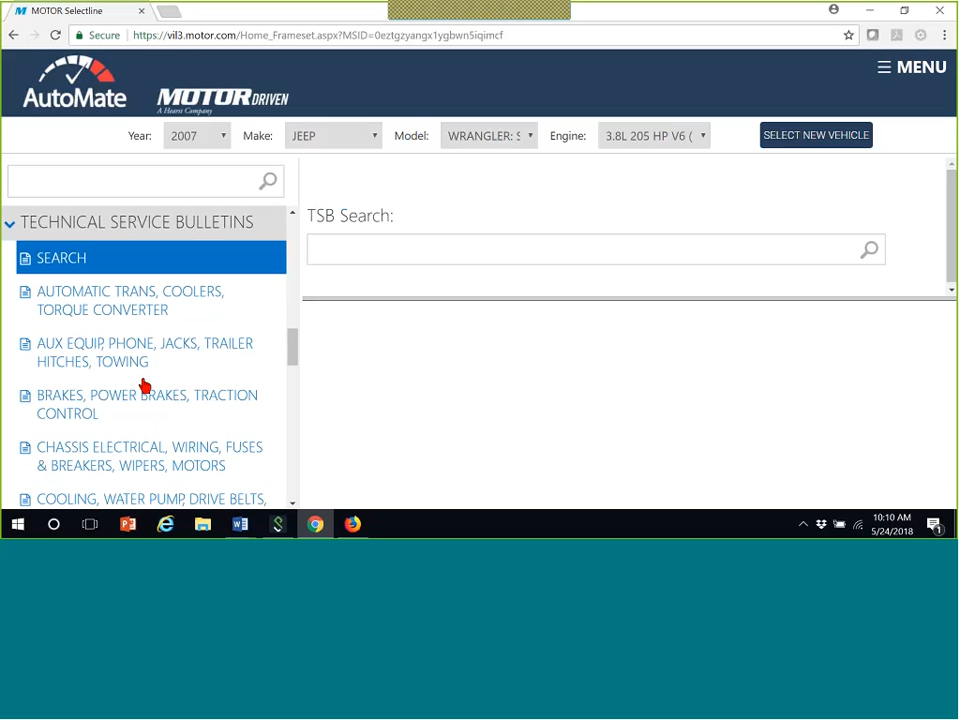 MOTOR Selectline
Secure https://vil3.motor.com/Home_Frameset.aspx?MSID=0eztgzyangx1ygbwn5iqimcf
AutoMate MOTOR DRIVEN
A Hearst Company
MENU
Year: 2007 Make: JEEP Model: WRANGLER: S Engine: 3.8L 205 HP V6 ( SELECT NEW VEHICLE
TECHNICAL SERVICE BULLETINS
TSB Search:
SEARCH
AUTOMATIC TRANS, COOLERS,
TORQUE CONVERTER
AUX EQUIP, PHONE, JACKS, TRAILER
HITCHES, TOWING
BRAKES, POWER BRAKES, TRACTION
CONTROL
CHASSIS ELECTRICAL, WIRING, FUSES
& BREAKERS, WIPERS, MOTORS
COOLING, WATER PUMP, DRIVE BELTS,
10:10 AM
5/24/2018
1